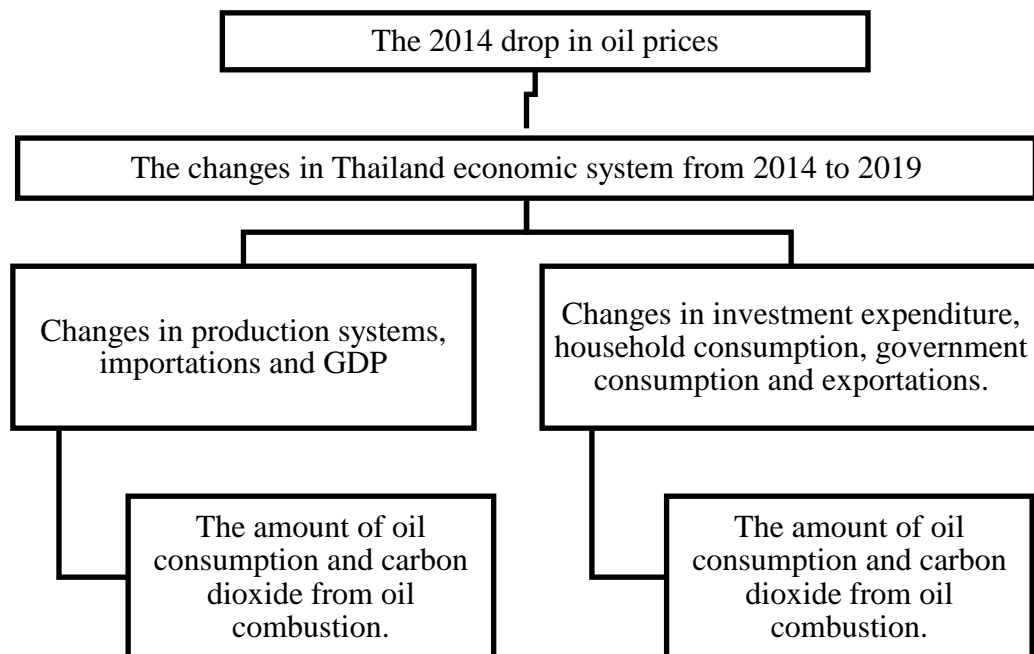 The 2014 drop in oil prices
The changes in Thailand economic system from 2014 to 2019
Changes in production systems,
importations and GDP
Changes in investment expenditure,
household consumption, government
consumption and exportations.
The amount of oil
consumption and carbon
dioxide from oil
combustion.
The amount of oil
consumption and carbon
dioxide from oil
combustion.